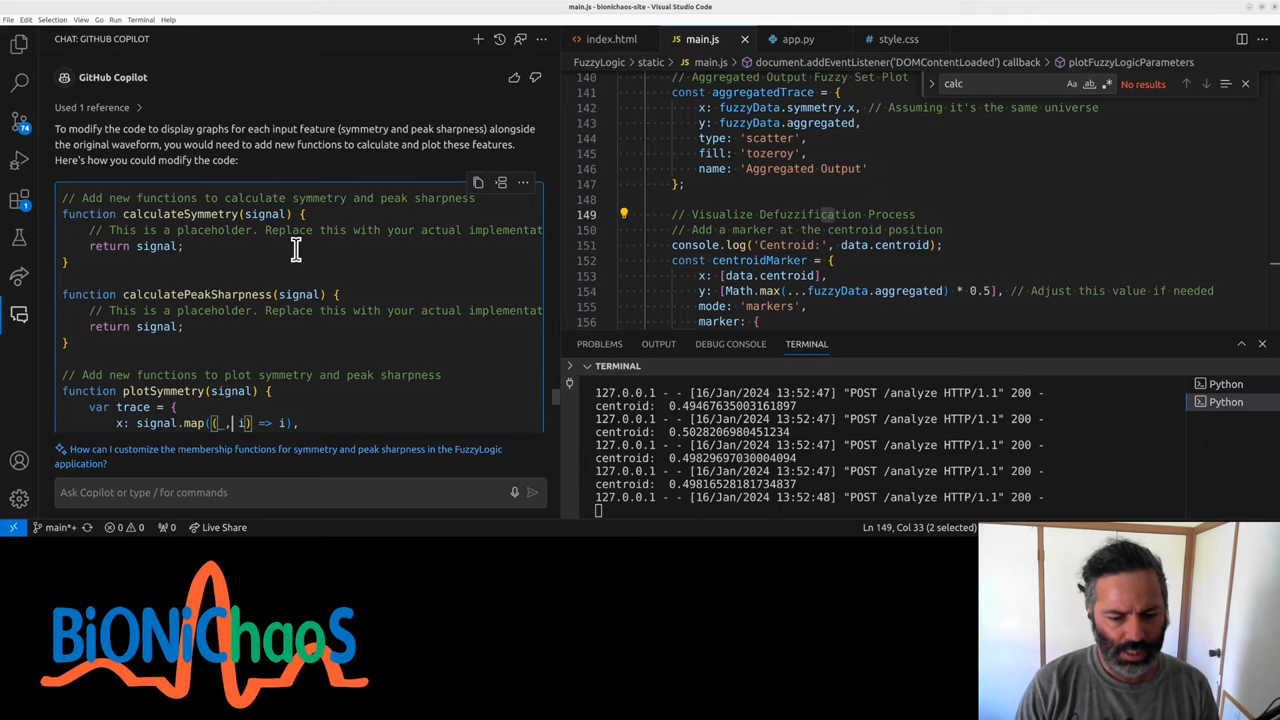 main.js - bionichaos-site - Visual Studio Code
File Edit Selection View Go Run Terminal Help
CHAT: GITHUB COPILOT
index.html main.js app.py style.css
FuzzyLogic > static > main.js > document.addEventListener('DOMContentLoaded') callback > plotFuzzyLogicParameters
GitHub Copilot
Used 1 reference
To modify the code to display graphs for each input feature (symmetry and peak sharpness) alongside
the original waveform, you would need to add new functions to calculate and plot these features.
Here's how you could modify the code:
// Add new functions to calculate symmetry and peak sharpness
function calculateSymmetry(signal) {
// This is a placeholder. Replace this with your actual implementat
return signal;
}
function calculatePeakSharpness(signal) {
// This is a placeholder. Replace this with your actual implementat
return signal;
}
// Add new functions to plot symmetry and peak sharpness
function plotSymmetry(signal) {
var trace = {
x: signal.map((_, i) => i),
How can I customize the membership functions for symmetry and peak sharpness in the FuzzyLogic
application?
Ask Copilot or type / for commands
74
1
calc
Aa ab .* No results
140 // Aggregated Output Fuzzy Set Plot
141 const aggregatedTrace = {
142 x: fuzzyData.symmetry.x, // Assuming it's the same universe
143 y: fuzzyData.aggregated,
144 type: 'scatter',
145 fill: 'tozeroy',
146 name: 'Aggregated Output'
147 };
148
149 // Visualize Defuzzification Process
150 // Add a marker at the centroid position
151 console.log('Centroid:', data.centroid);
152 const centroidMarker = {
153 x: [data.centroid],
154 y: [Math.max(...fuzzyData.aggregated) * 0.5], // Adjust this value if needed
155 mode: 'markers',
156 marker: {
PROBLEMS OUTPUT DEBUG CONSOLE TERMINAL
TERMINAL
127.0.0.1 - - [16/Jan/2024 13:52:47] "POST /analyze HTTP/1.1" 200 -
centroid: 0.49467635003161897
127.0.0.1 - - [16/Jan/2024 13:52:47] "POST /analyze HTTP/1.1" 200 -
centroid: 0.5028206980451234
127.0.0.1 - - [16/Jan/2024 13:52:47] "POST /analyze HTTP/1.1" 200 -
centroid: 0.49829697030004094
127.0.0.1 - - [16/Jan/2024 13:52:47] "POST /analyze HTTP/1.1" 200 -
centroid: 0.49816528181734837
127.0.0.1 - - [16/Jan/2024 13:52:48] "POST /analyze HTTP/1.1" 200 -
Python
Python
main*+ 0 0 0 Live Share
Ln 149, Col 33 (2 selected)
BiONiChaoS